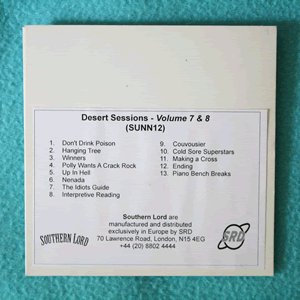 Desert Sessions - Volume 7 & 8
(SUNN12)
1. Don't Drink Poison
2. Hanging Tree
3. Winners
4. Polly Wants A Crack Rock
5. Up In Hell
6. Nenada
7. The Idiots Guide
8. Interpretive Reading
9. Couvousier
10. Cold Sore Superstars
11. Making a Cross
12. Ending
13. Piano Bench Breaks
Southern Lord are
manufactured and distributed
exclusively in Europe by SRD
70 Lawrence Road, London, N15 4EG
+44 (20) 8802 4444
SOUTHERN LORD
SRD